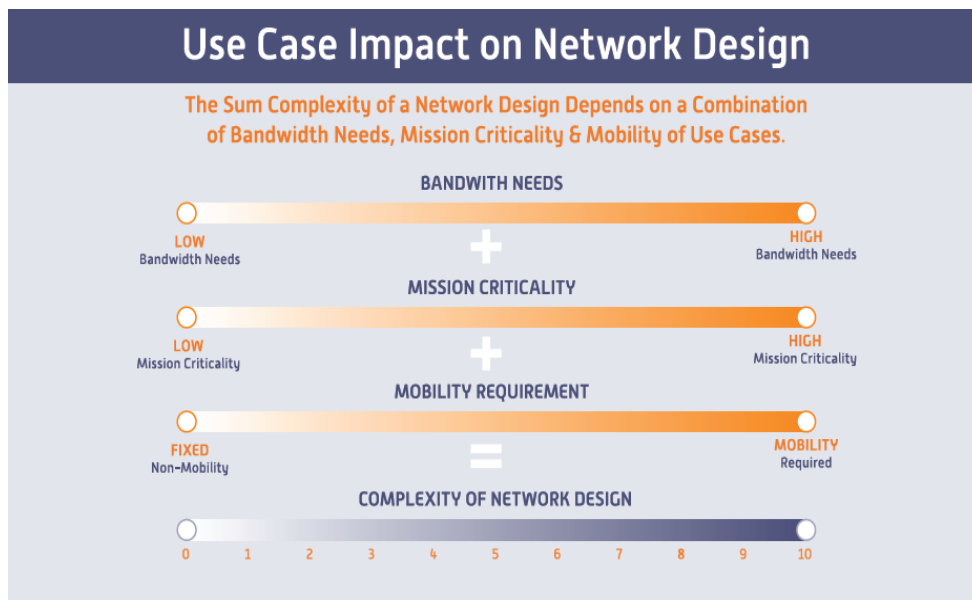 Use Case Impact on Network Design
The Sum Complexity of a Network Design Depends on a Combination
of Bandwidth Needs, Mission Criticality & Mobility of Use Cases.
BANDWITH NEEDS
LOW
Bandwidth Needs
HIGH
Bandwidth Needs
+
MISSION CRITICALITY
LOW
Mission Criticality
HIGH
Mission Criticality
+
MOBILITY REQUIREMENT
FIXED
Non-Mobility
MOBILITY
Required
=
COMPLEXITY OF NETWORK DESIGN
0 1 2 3 4 5 6 7 8 9 10